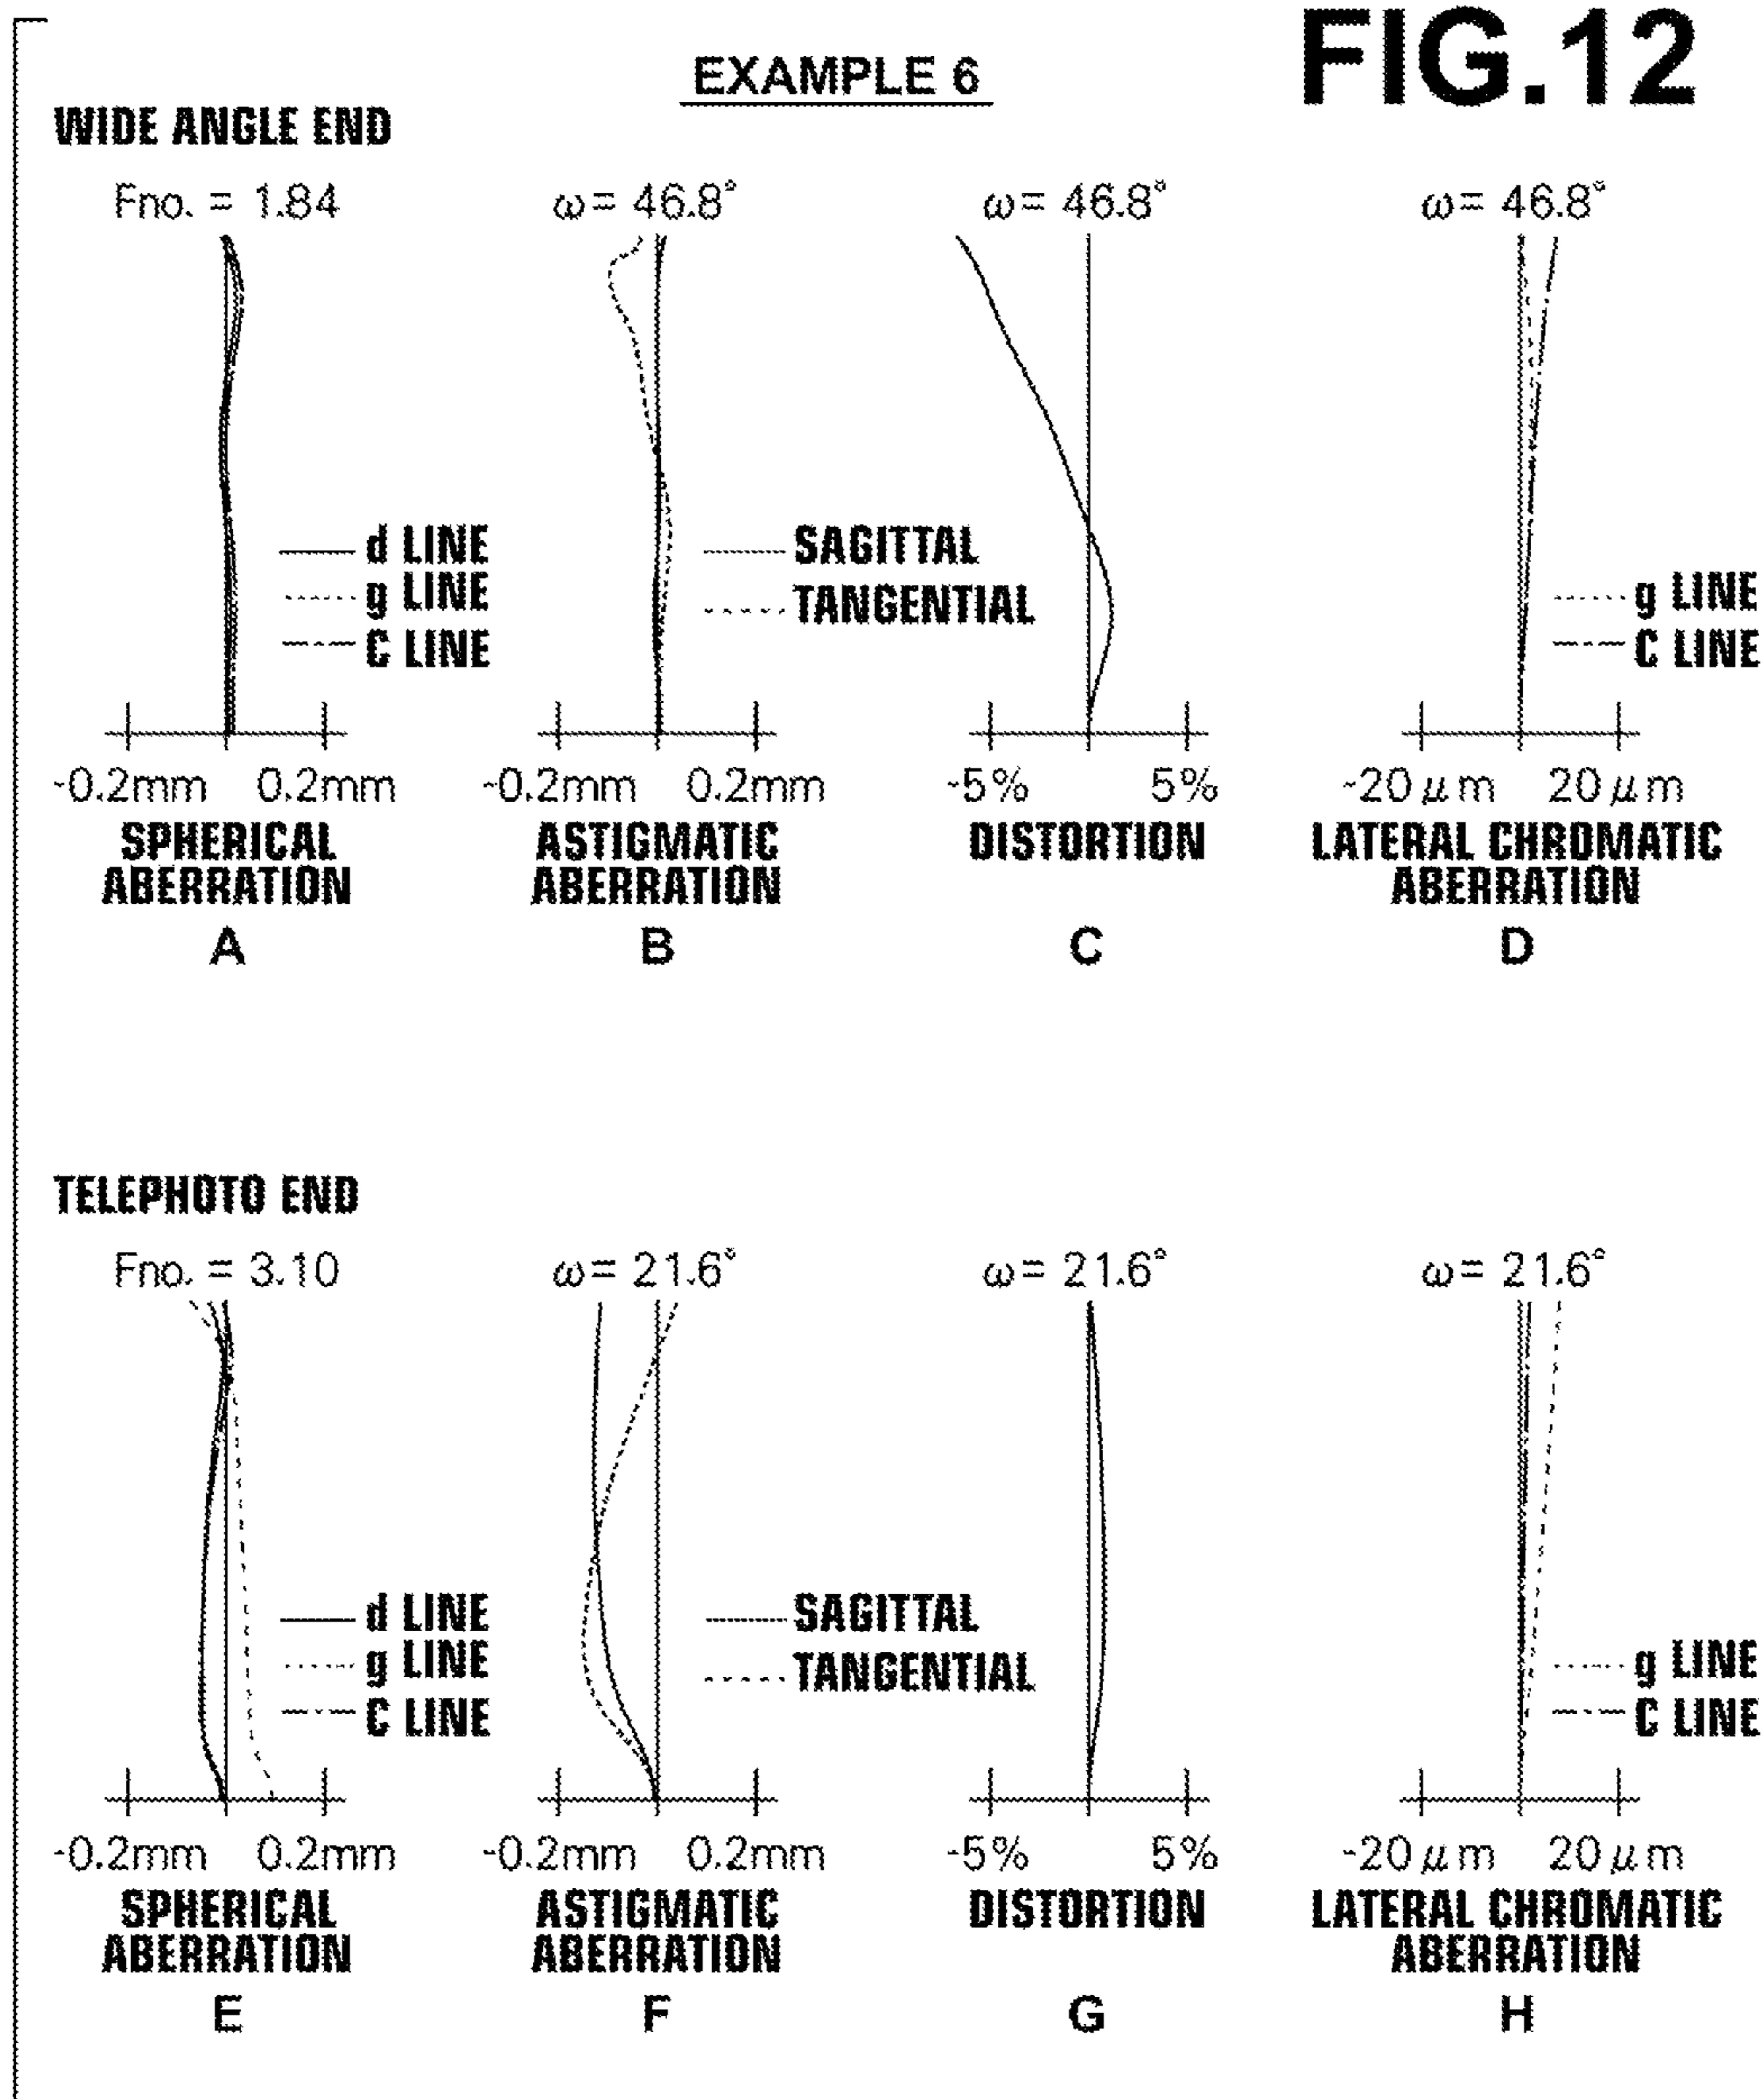 FIG.12
EXAMPLE 6
WIDE ANGLE END
Fno. = 1.84
ω= 46.8°
ω= 46.8°
ω= 46.8°
d LINE
g LINE
C LINE
SAGITTAL
TANGENTIAL
g LINE
C LINE
-0.2mm 0.2mm
-0.2mm 0.2mm
-5% 5%
-20μm 20μm
SPHERICAL
ABERRATION
ASTIGMATIC
ABERRATION
DISTORTION
LATERAL CHROMATIC
ABERRATION
A
B
C
D
TELEPHOTO END
Fno. = 3.10
ω= 21.6°
ω= 21.6°
ω= 21.6°
d LINE
g LINE
C LINE
SAGITTAL
TANGENTIAL
g LINE
C LINE
-0.2mm 0.2mm
-0.2mm 0.2mm
-5% 5%
-20μm 20μm
SPHERICAL
ABERRATION
ASTIGMATIC
ABERRATION
DISTORTION
LATERAL CHROMATIC
ABERRATION
E
F
G
H